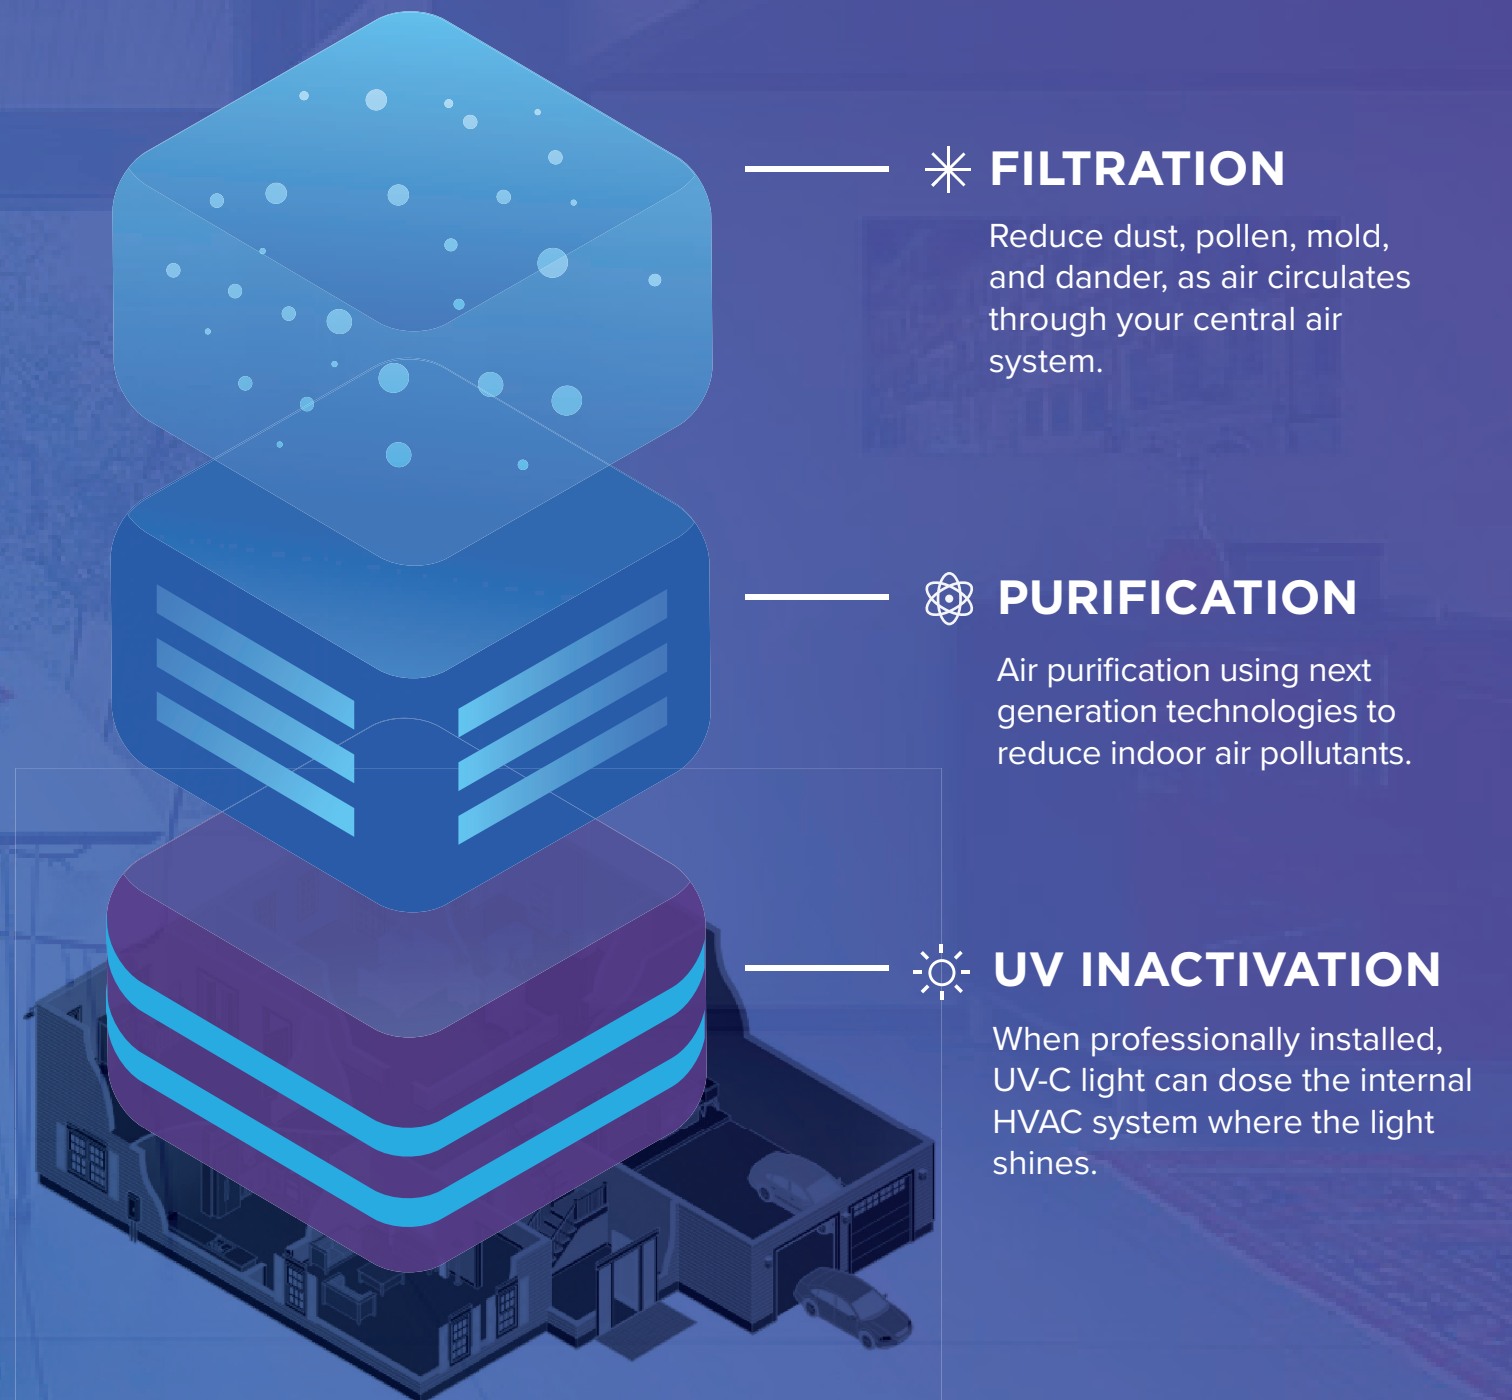 FILTRATION
Reduce dust, pollen, mold,
and dander, as air circulates
through your central air
system.
PURIFICATION
Air purification using next
generation technologies to
reduce indoor air pollutants.
UV INACTIVATION
When professionally installed,
UV-C light can dose the internal
HVAC system where the light
shines.